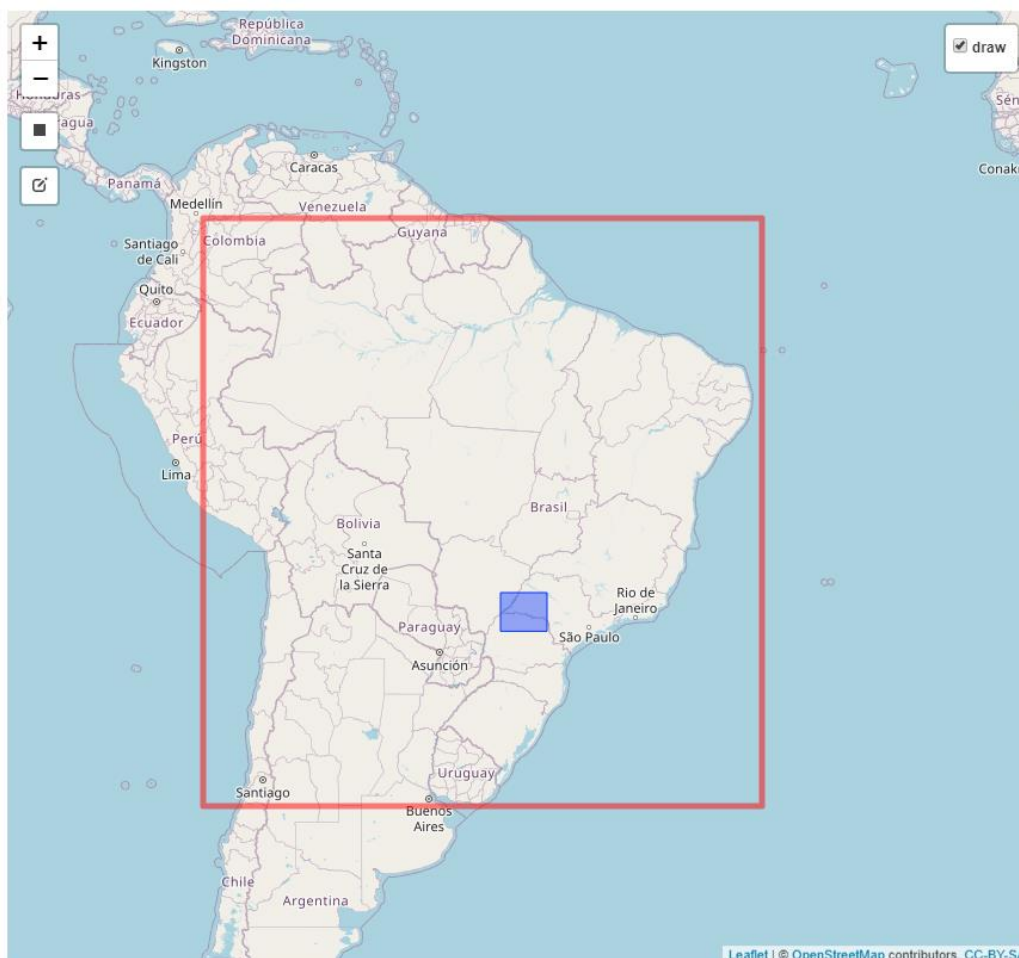 República
Dominicana
+
Kingston
draw
−
Honduras
Sén
agua
Caracas
Conak
Panamá
Medellín
Venezuela
Colombia
Guyana
Santiago
de Cali
Quito
Ecuador
Perú
Lima
Brasil
Bolivia
Santa
Cruz de
la Sierra
Rio de
Janeiro
Paraguay
São Paulo
Asunción
Uruguay
Santiago
Buenos
Aires
Chile
Argentina
Leaflet | © OpenStreetMap contributors, CC-BY-SA